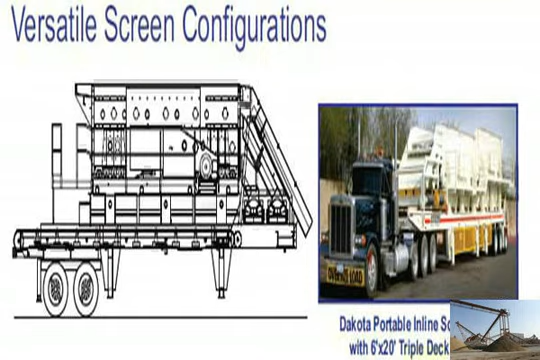 Versatile Screen Configurations
OVERSIZE LOAD
Dakota Portable Inline
with 6'x20' Triple Deck